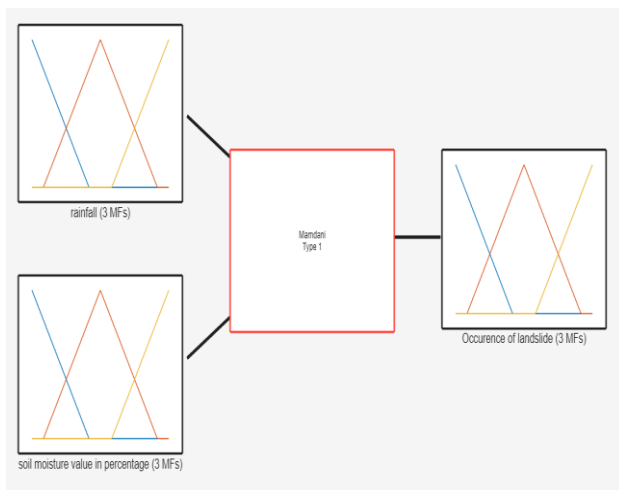 rainfall (3 MFs)
Mamdani
Type 1
Occurence of landslide (3 MFs)
soil moisture value in percentage (3 MFs)